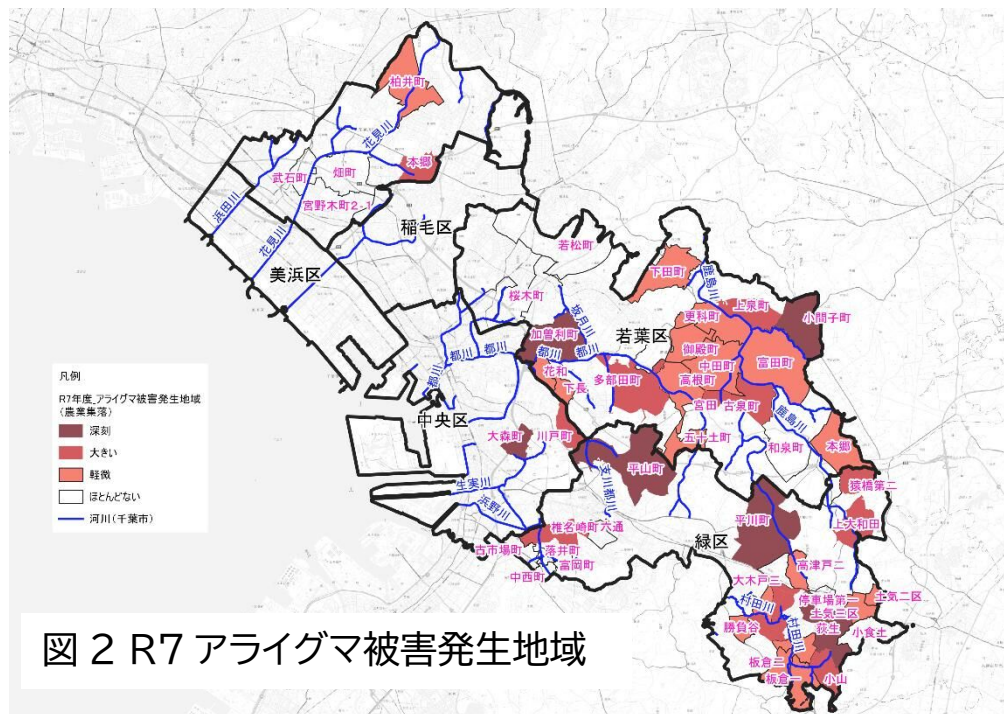 柏井町
花見川
本郷
武石町
畑町
宮野木町2-1
浜田川
花見川
稲毛区
美浜区
若松町
下田町
鹿島川
桜木町
坂月川
更科町
上泉町
小間子町
加曽利町
若葉区
御殿町
富田町
都川
都川
都川
都川
中田町
花和
多部田町
高根町
下長
宮田
古泉町
鹿島川
中央区
大森町
川戸町
五十土町
和泉町
本郷
平山町
支川都川
猿橋第二
生実川
浜野川
平川町
上大和田
椎名崎町六通
緑区
古市場町
落井町
富岡町
中西町
高津戸二
大木戸三
停車場第一
土気二区
土気三区
村田川
村田川
荻生
小食土
勝負谷
板倉二
板倉一
小山
凡例
R7年度_アライグマ被害発生地域
(農業集落)
深刻
大きい
軽微
ほとんどない
河川(千葉市)
図2 R7アライグマ被害発生地域